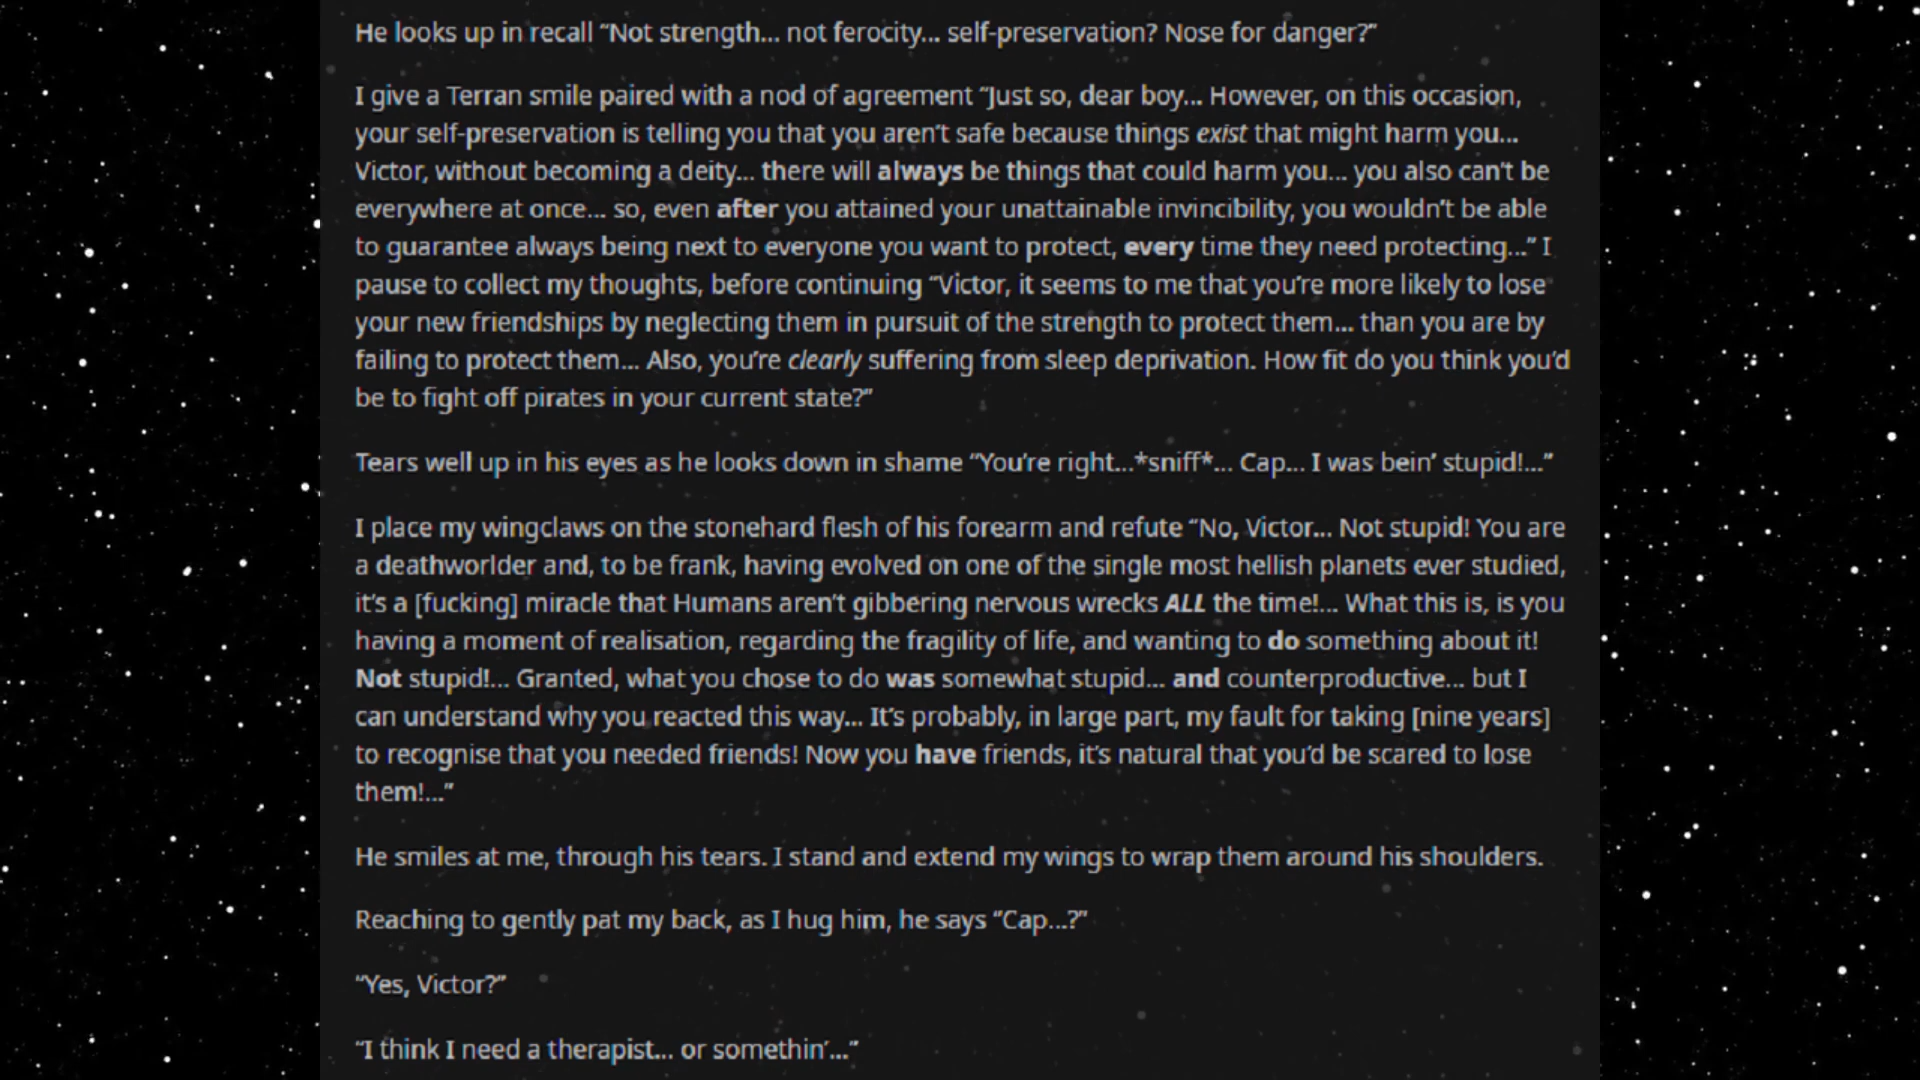 He looks up in recall “Not strength... not ferocity... self-preservation? Nose for danger?”
I give a Terran smile paired with a nod of agreement “Just so, dear boy... However, on this occasion,
your self-preservation is telling you that you aren’t safe because things exist that might harm you...
Victor, without becoming a deity... there will always be things that could harm you... you also can’t be
everywhere at once... so, even after you attained your unattainable invincibility, you wouldn’t be able
to guarantee always being next to everyone you want to protect, every time they need protecting...” I
pause to collect my thoughts, before continuing “Victor, it seems to me that you’re more likely to lose
your new friendships by neglecting them in pursuit of the strength to protect them... than you are by
failing to protect them... Also, you’re clearly suffering from sleep deprivation. How fit do you think you’d
be to fight off pirates in your current state?”
Tears well up in his eyes as he looks down in shame “You’re right...*sniff*... Cap... I was bein’ stupid!...”
I place my wingclaws on the stonehard flesh of his forearm and refute “No, Victor... Not stupid! You are
a deathworlder and, to be frank, having evolved on one of the single most hellish planets ever studied,
it’s a [fucking] miracle that Humans aren’t gibbering nervous wrecks ALL the time!... What this is, is you
having a moment of realisation, regarding the fragility of life, and wanting to do something about it!
Not stupid!... Granted, what you chose to do was somewhat stupid... and counterproductive... but I
can understand why you reacted this way... It’s probably, in large part, my fault for taking [nine years]
to recognise that you needed friends! Now you have friends, it’s natural that you’d be scared to lose
them!...”
He smiles at me, through his tears. I stand and extend my wings to wrap them around his shoulders.
Reaching to gently pat my back, as I hug him, he says “Cap...?”
“Yes, Victor?”
“I think I need a therapist... or somethin’...”